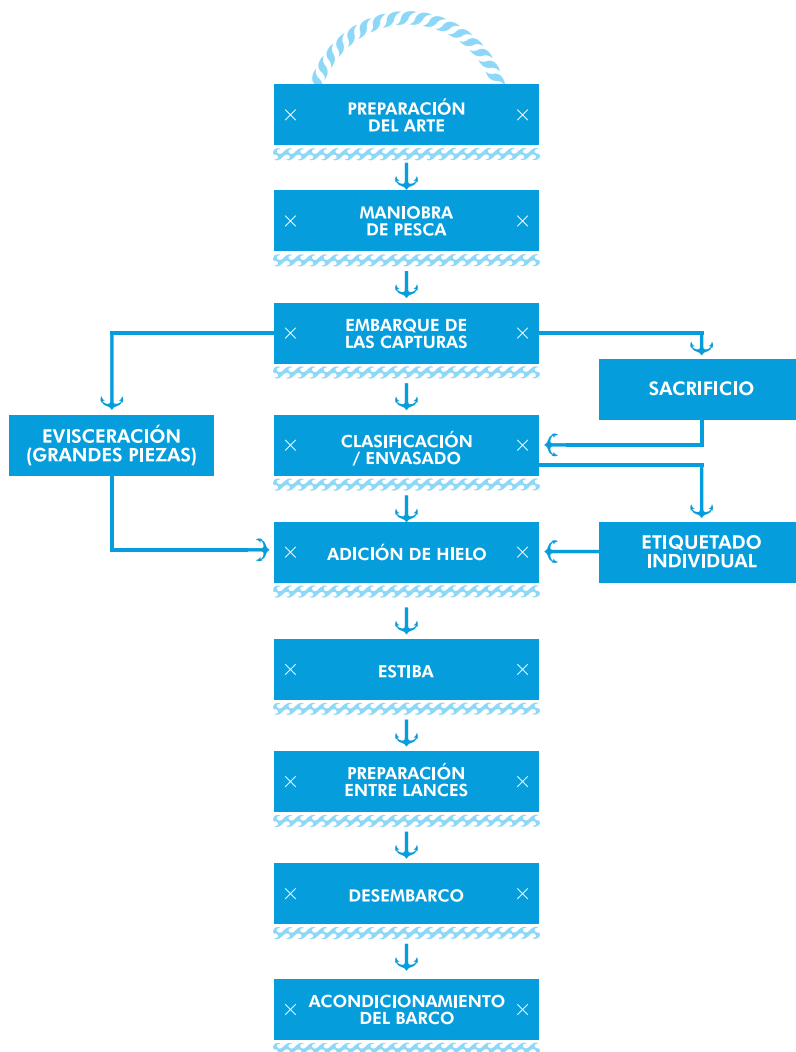 PREPARACIÓN
DEL ARTE
MANIOBRA
DE PESCA
EMBARQUE DE
LAS CAPTURAS
SACRIFICIO
EVISCERACIÓN
(GRANDES PIEZAS)
CLASIFICACIÓN
/ ENVASADO
ADICIÓN DE HIELO
ETIQUETADO
INDIVIDUAL
ESTIBA
PREPARACIÓN
ENTRE LANCES
DESEMBARCO
ACONDICIONAMIENTO
DEL BARCO